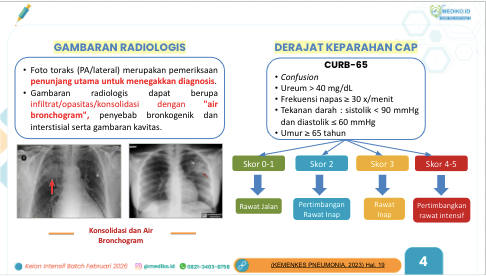 MEDIKO.ID
GAMBARAN RADIOLOGIS
• Foto toraks (PA/lateral) merupakan pemeriksaan
penunjang utama untuk menegakkan diagnosis.
• Gambaran radiologis dapat berupa
infiltrat/opasitas/konsolidasi dengan "air
bronchogram", penyebab bronkogenik dan
interstisial serta gambaran kavitas.
Konsolidasi dan Air
Bronchogram
DERAJAT KEPARAHAN CAP
CURB-65
• Confusion
• Ureum > 40 mg/dL
• Frekuensi napas ≥ 30 x/menit
• Tekanan darah : sistolik < 90 mmHg
dan diastolik ≤ 60 mmHg
• Umur ≥ 65 tahun
Skor 0-1
Skor 2
Skor 3
Skor 4-5
Rawat Jalan
Pertimbangan
Rawat Inap
Rawat
Inap
Pertimbangkan
rawat intensif
Kelan Intensif Batch Februari 2026
@mediko.id
0821-3403-8758
(KEMENKES PNEUMONIA, 2023) Hal. 19
4